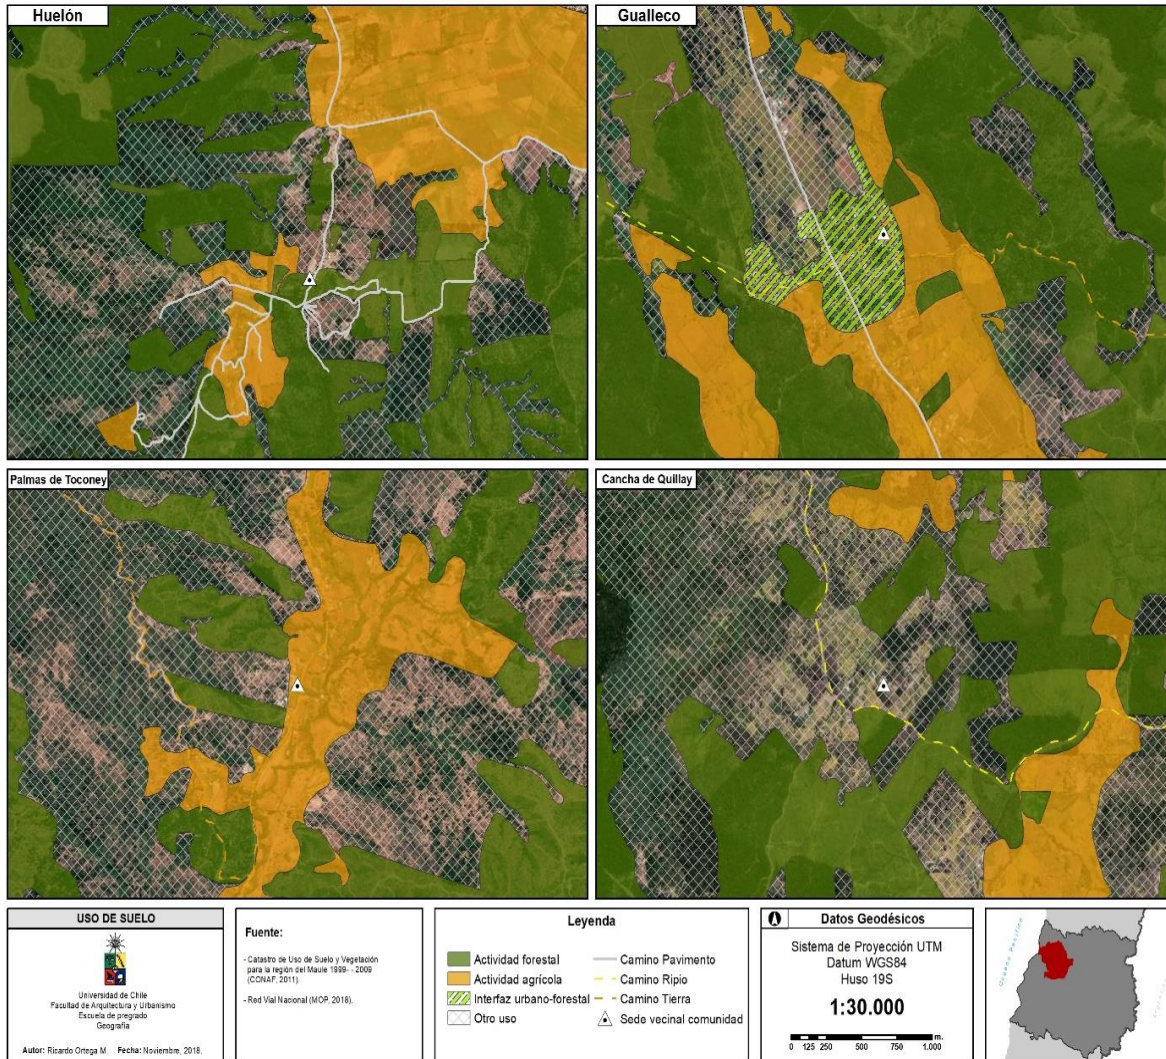 Huelón
Gualleco
Palmas de Toconey
Cancha de Quillay
USO DE SUELO
Universidad de Chile
Facultad de Arquitectura y Urbanismo
Escuela de pregrado
Geografía
Autor: Ricardo Ortega M. Fecha: Noviembre, 2018.
Fuente:
- Catastro de Uso de Suelo y Vegetación
para la región del Maule 1999- - 2009
(CONAF, 2011).
- Red Vial Nacional (MOP, 2018).
Leyenda
Actividad forestal
Actividad agrícola
Interfaz urbano-forestal
Otro uso
Camino Pavimento
Camino Ripio
Camino Tierra
Sede vecinal comunidad
Datos Geodésicos
Sistema de Proyección UTM
Datum WGS84
Huso 19S
1:30.000
0 125 250 500 750 1.000 m.
Océano Pacífico